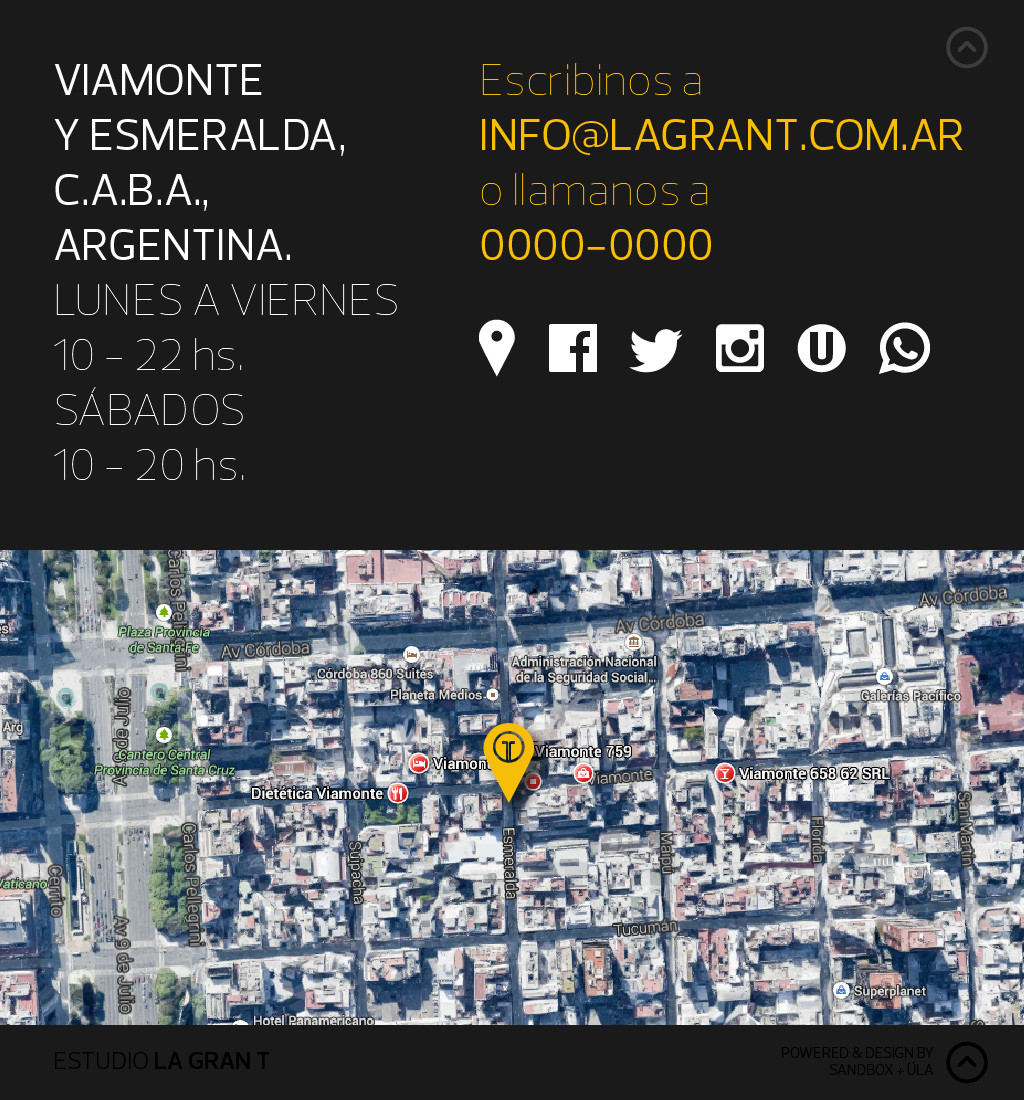 VIAMONTE
Y ESMERALDA,
C.A.B.A.,
ARGENTINA.
LUNES A VIERNES
10 - 22 hs.
SÁBADOS
10 - 20 hs.
Escribinos a
INFO@LAGRANT.COM.AR
o llamanos a
0000-0000
U
Carlos Pellegrini
Plaza Provincia
de Santa Fe
Av Córdoba
Av Córdoba
Av Córdoba
Córdoba 860 Suites
Planeta Medios
Administración Nacional
de la Seguridad Social...
Galerías Pacífico
Arg
Av 9 de Julio
Cantero Central
Provincia de Santa Cruz
T
Viamonte 759
Viamonte
Viamonte 658 62 SRL
Dietética Viamonte
Carlos Pellegrini
Suipacha
Esmeralda
Maipú
Florida
San Martín
Vaticano
Cerrito
Av 9 de Julio
Tucumán
Superplanet
Hotel Panamericano
ESTUDIO LA GRAN T
POWERED & DESIGN BY
SANDBOX + ÚLA